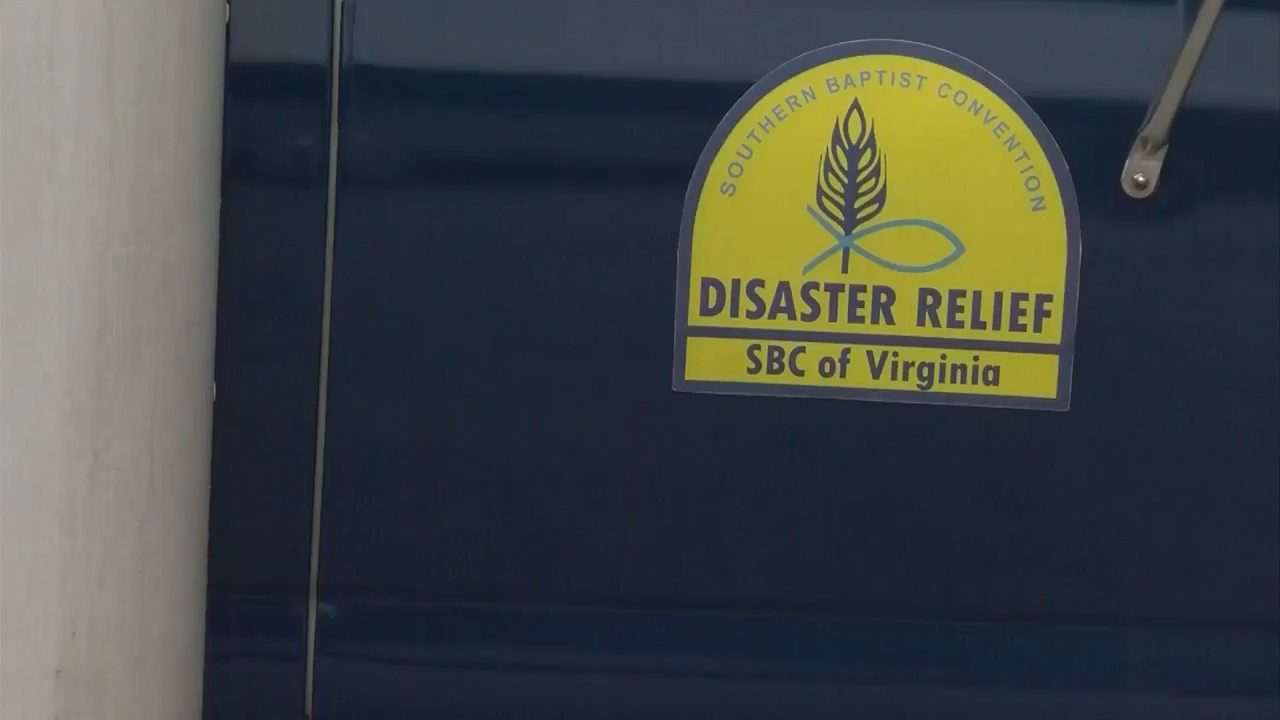 SOUTHERN BAPTIST CONVENTION
DISASTER RELIEF
SBC of Virginia